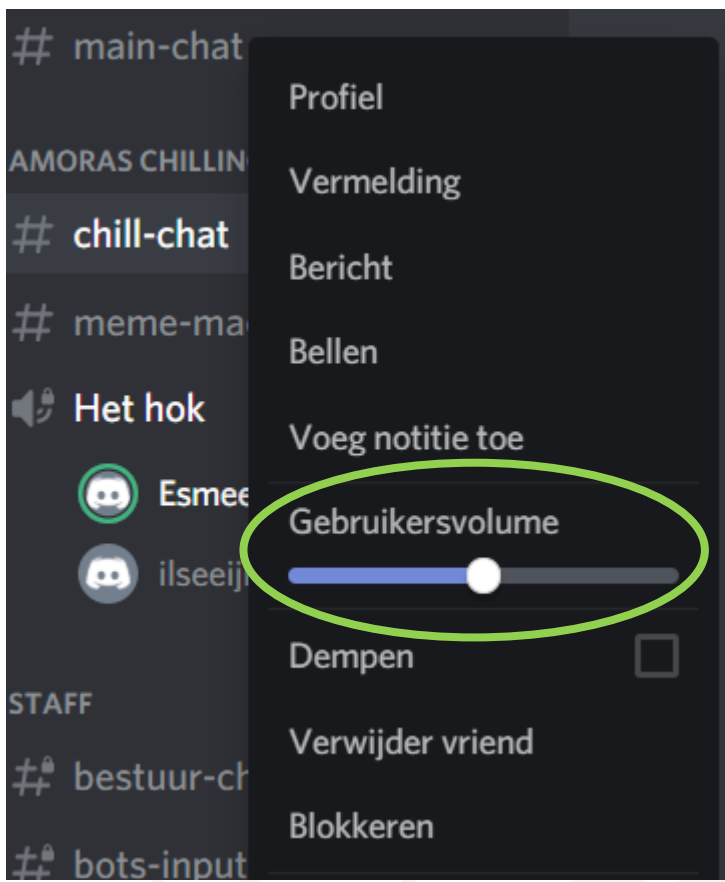 main-chat
AMORAS CHILLIN
chill-chat
meme-ma
Het hok
Esmee
ilseeij
STAFF
bestuur-ch
bots-input
Profiel
Vermelding
Bericht
Bellen
Voeg notitie toe
Gebruikersvolume
Dempen
Verwijder vriend
Blokkeren